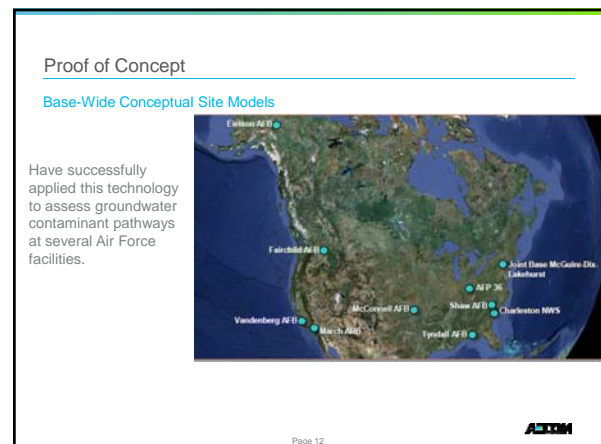 Proof of Concept
Base-Wide Conceptual Site Models
Have successfully
applied this technology
to assess groundwater
contaminant pathways
at several Air Force
facilities.
Eielson AFB
Fairchild AFB
Joint Base McGuire-Dix-
Lakehurst
AFP 36
McConnell AFB
Shaw AFB
Charleston NWS
Vandenberg AFB
March ARB
Tyndall AFB
Page 12
AECOM